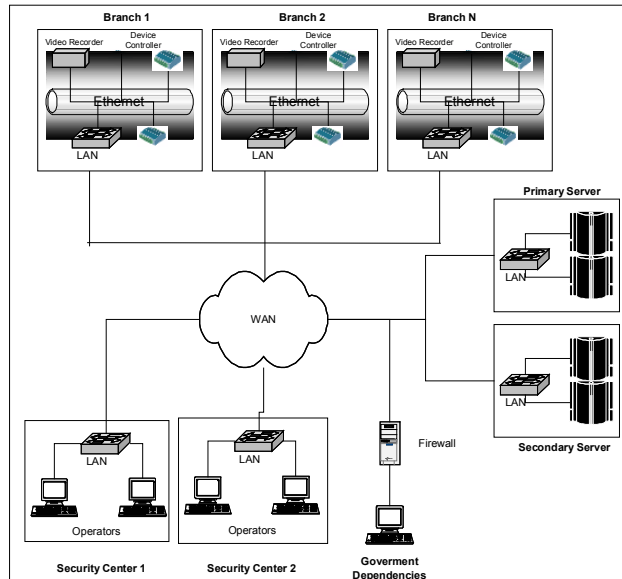 Branch 1
Branch 2
Branch N
Video Recorder
Device
Controller
Ethernet
LAN
Video Recorder
Device
Controller
Ethernet
LAN
Video Recorder
Device
Controller
Ethernet
LAN
Primary Server
LAN
WAN
LAN
Secondary Server
LAN
Operators
Security Center 1
LAN
Operators
Security Center 2
Firewall
Goverment
Dependencies